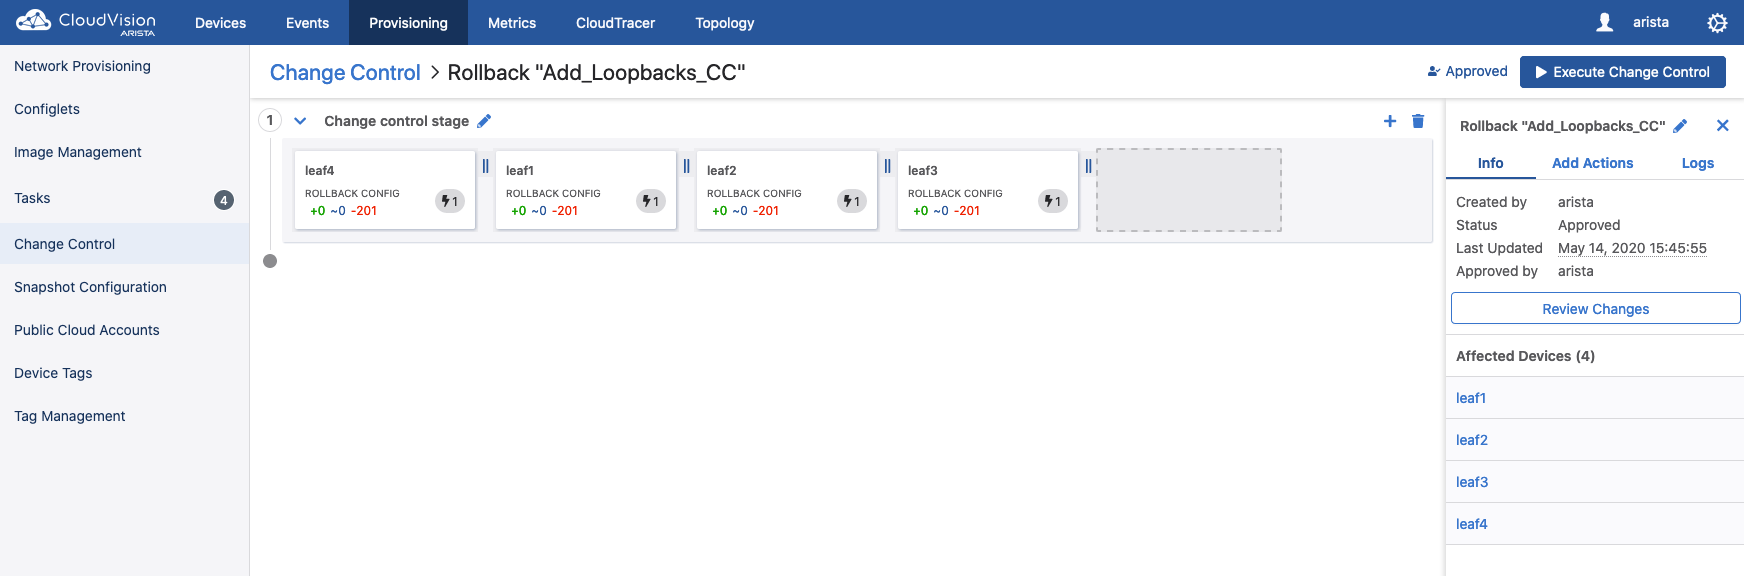 CloudVision
ARISTA
Devices
Events
Provisioning
Metrics
CloudTracer
Topology
arista
Network Provisioning
Configlets
Image Management
Tasks
4
Change Control
Snapshot Configuration
Public Cloud Accounts
Device Tags
Tag Management
Change Control > Rollback "Add_Loopbacks_CC"
Approved
Execute Change Control
1
Change control stage
leaf4
ROLLBACK CONFIG
+0 ~0 -201
1
leaf1
ROLLBACK CONFIG
+0 ~0 -201
1
leaf2
ROLLBACK CONFIG
+0 ~0 -201
1
leaf3
ROLLBACK CONFIG
+0 ~0 -201
1
Rollback "Add_Loopbacks_CC"
Info
Add Actions
Logs
Created by arista
Status Approved
Last Updated May 14, 2020 15:45:55
Approved by arista
Review Changes
Affected Devices (4)
leaf1
leaf2
leaf3
leaf4